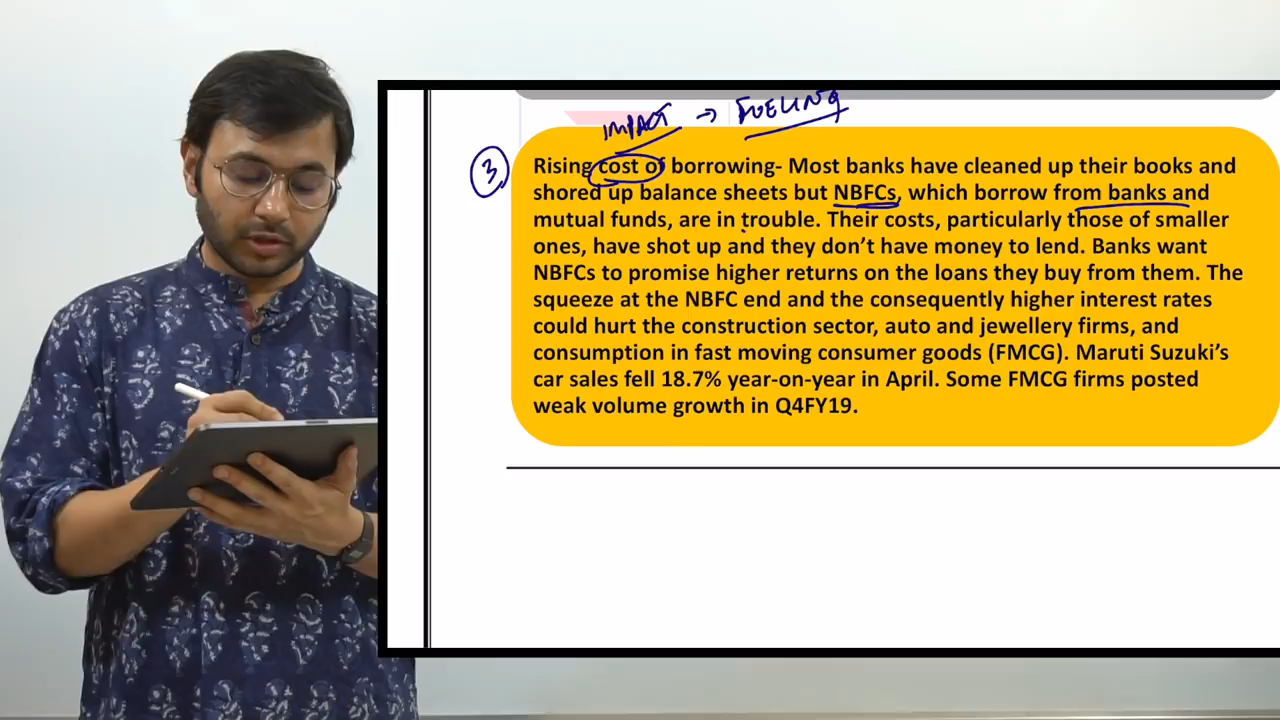 IMPACT → FUELING
3
Rising cost of borrowing- Most banks have cleaned up their books and
shored up balance sheets but NBFCs, which borrow from banks and
mutual funds, are in trouble. Their costs, particularly those of smaller
ones, have shot up and they don’t have money to lend. Banks want
NBFCs to promise higher returns on the loans they buy from them. The
squeeze at the NBFC end and the consequently higher interest rates
could hurt the construction sector, auto and jewellery firms, and
consumption in fast moving consumer goods (FMCG). Maruti Suzuki’s
car sales fell 18.7% year-on-year in April. Some FMCG firms posted
weak volume growth in Q4FY19.